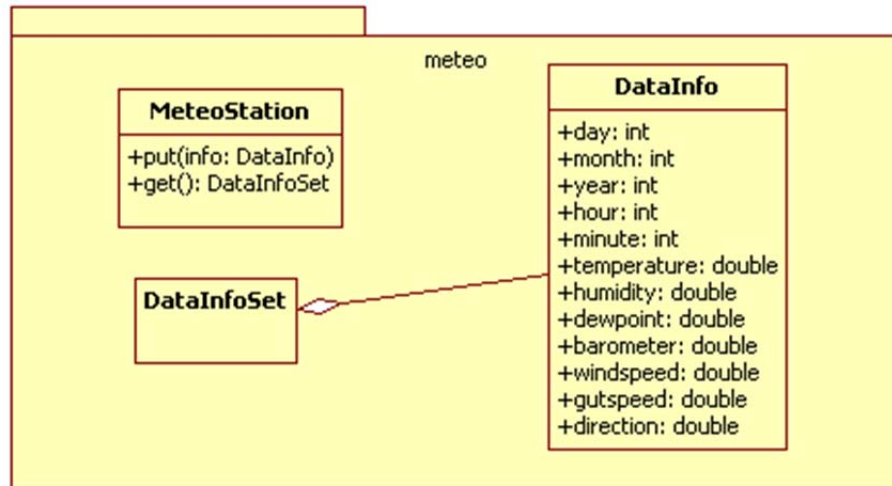 meteo
MeteoStation
+put(info: DataInfo)
+get(): DataInfoSet
DataInfoSet
DataInfo
+day: int
+month: int
+year: int
+hour: int
+minute: int
+temperature: double
+humidity: double
+dewpoint: double
+barometer: double
+windspeed: double
+gutspeed: double
+direction: double